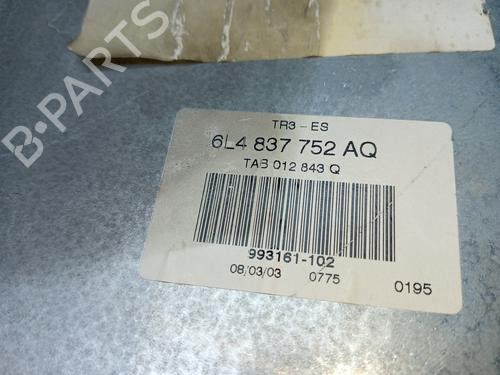 B-PARTS
TR3-ES
6L4 837 752 AQ
TAB 012 843 Q
993161-102
08/03/03 0775 0195